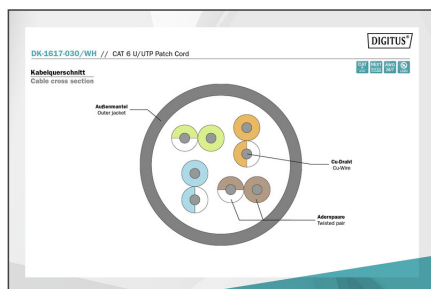 DIGITUS®
DK-1617-030/WH // CAT 6 U/UTP Patch Cord
Kabelquerschnitt
Cable cross section
Außenmantel
Outer jacket
Cu-Draht
Cu-Wire
Adernpaare
Twisted pair